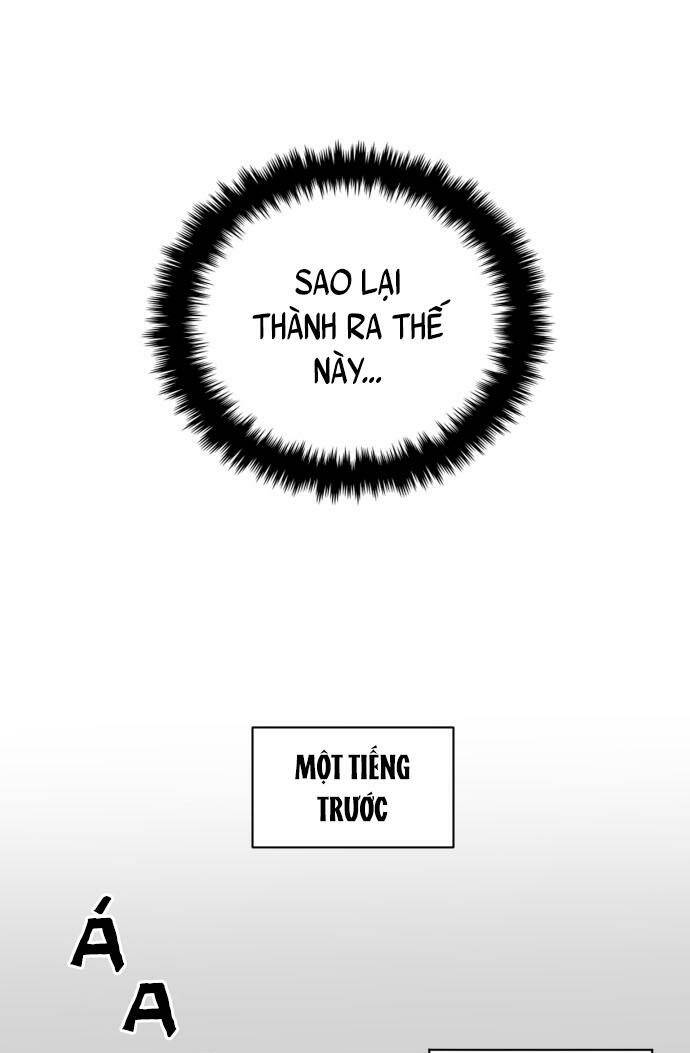 SAO LẠI
THÀNH RA THẾ
NÀY...
MỘT TIẾNG
TRƯỚC
Á
A